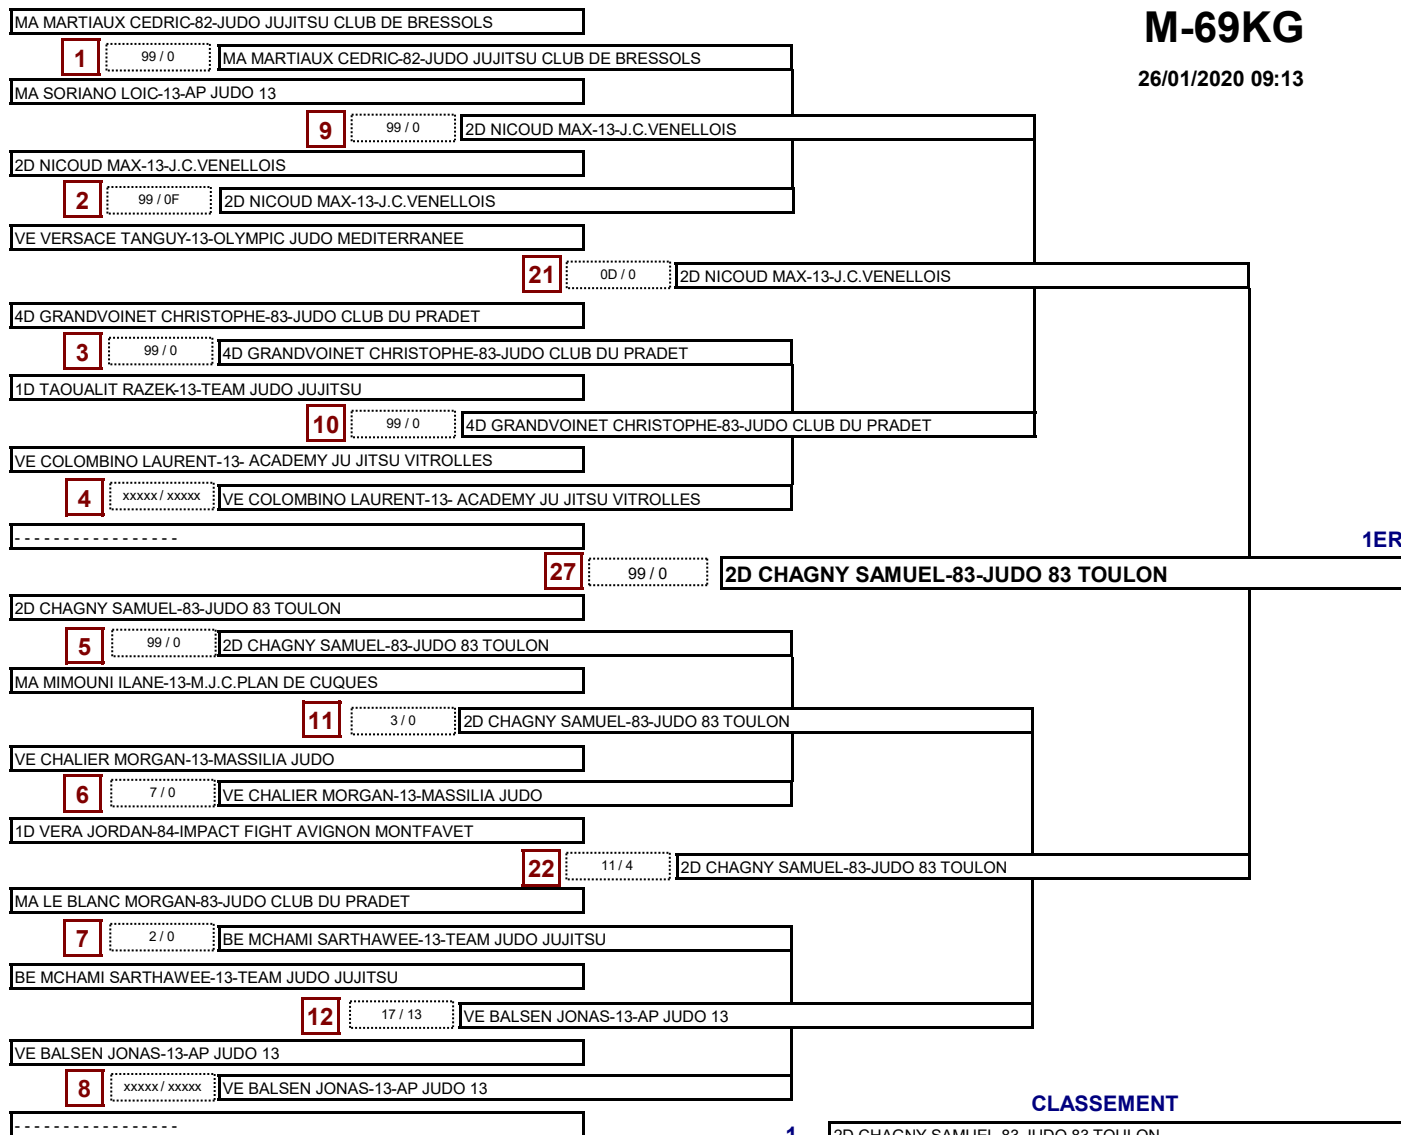 MA MARTIAUX CEDRIC-82-JUDO JUJITSU CLUB DE BRESSOLS
M-69KG
1 99 / 0 MA MARTIAUX CEDRIC-82-JUDO JUJITSU CLUB DE BRESSOLS
26/01/2020 09:13
MA SORIANO LOIC-13-AP JUDO 13
9 99 / 0 2D NICOUD MAX-13-J.C.VENELLOIS
2D NICOUD MAX-13-J.C.VENELLOIS
2 99 / 0F 2D NICOUD MAX-13-J.C.VENELLOIS
VE VERSACE TANGUY-13-OLYMPIC JUDO MEDITERRANEE
21 0D / 0 2D NICOUD MAX-13-J.C.VENELLOIS
4D GRANDVOINET CHRISTOPHE-83-JUDO CLUB DU PRADET
3 99 / 0 4D GRANDVOINET CHRISTOPHE-83-JUDO CLUB DU PRADET
1D TAOUALIT RAZEK-13-TEAM JUDO JUJITSU
10 99 / 0 4D GRANDVOINET CHRISTOPHE-83-JUDO CLUB DU PRADET
VE COLOMBINO LAURENT-13- ACADEMY JU JITSU VITROLLES
4 xxxxx / xxxxx VE COLOMBINO LAURENT-13- ACADEMY JU JITSU VITROLLES
- - - - - - - - - - - - - - - - -
1ER
27 99 / 0 2D CHAGNY SAMUEL-83-JUDO 83 TOULON
2D CHAGNY SAMUEL-83-JUDO 83 TOULON
5 99 / 0 2D CHAGNY SAMUEL-83-JUDO 83 TOULON
MA MIMOUNI ILANE-13-M.J.C.PLAN DE CUQUES
11 3 / 0 2D CHAGNY SAMUEL-83-JUDO 83 TOULON
VE CHALIER MORGAN-13-MASSILIA JUDO
6 7 / 0 VE CHALIER MORGAN-13-MASSILIA JUDO
1D VERA JORDAN-84-IMPACT FIGHT AVIGNON MONTFAVET
22 11 / 4 2D CHAGNY SAMUEL-83-JUDO 83 TOULON
MA LE BLANC MORGAN-83-JUDO CLUB DU PRADET
7 2 / 0 BE MCHAMI SARTHAWEE-13-TEAM JUDO JUJITSU
BE MCHAMI SARTHAWEE-13-TEAM JUDO JUJITSU
12 17 / 13 VE BALSEN JONAS-13-AP JUDO 13
VE BALSEN JONAS-13-AP JUDO 13
8 xxxxx / xxxxx VE BALSEN JONAS-13-AP JUDO 13
CLASSEMENT
- - - - - - - - - - - - - - - - -
1 2D CHAGNY SAMUEL-83-JUDO 83 TOULON